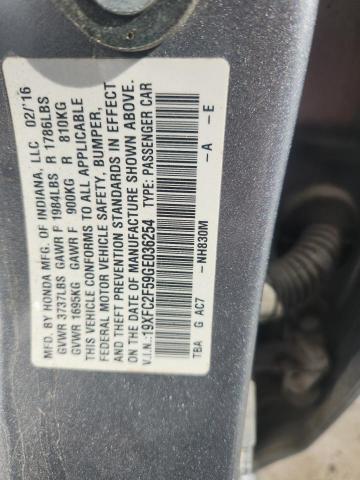 MFD. BY HONDA MFG. OF INDIANA, LLC 02/'16
GVWR 3737LBS GAWR F 1984LBS R 1786LBS
GVWR 1695KG GAWR F 900KG R 810KG
THIS VEHICLE CONFORMS TO ALL APPLICABLE
FEDERAL MOTOR VEHICLE SAFETY, BUMPER,
AND THEFT PREVENTION STANDARDS IN EFFECT
ON THE DATE OF MANUFACTURE SHOWN ABOVE.
V.I.N.:19XFC2F59GE036254 TYPE: PASSENGER CAR
-NH830M -A -E
TBA G AC7